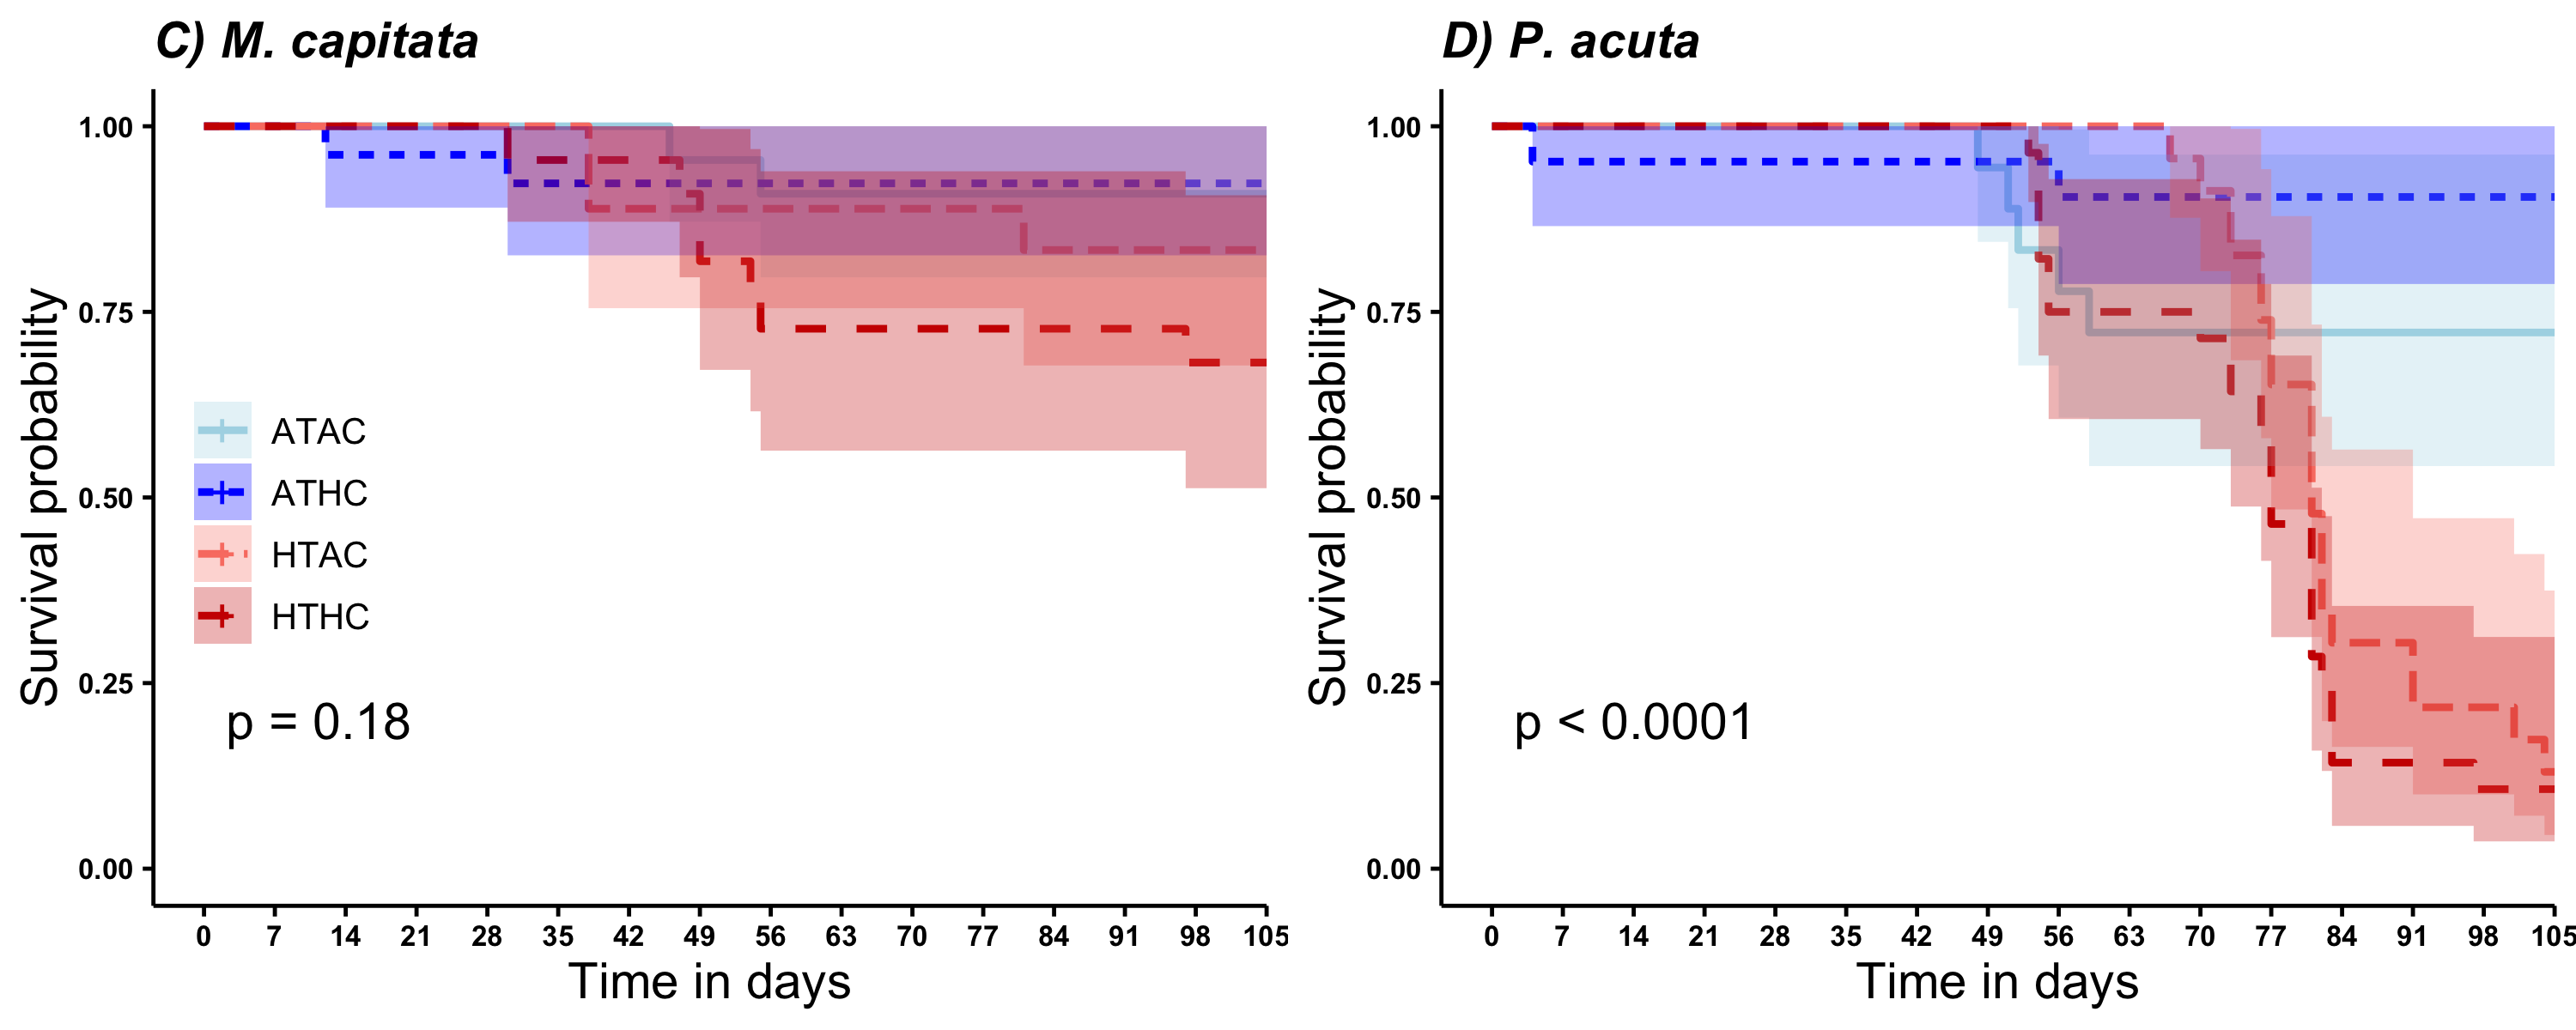 C) M. capitata
Survival probability
1.00
0.75
0.50
0.25
0.00
ATAC
ATHC
HTAC
HTHC
p = 0.18
0 7 14 21 28 35 42 49 56 63 70 77 84 91 98 105
Time in days
D) P. acuta
Survival probability
1.00
0.75
0.50
0.25
0.00
p < 0.0001
0 7 14 21 28 35 42 49 56 63 70 77 84 91 98 105
Time in days